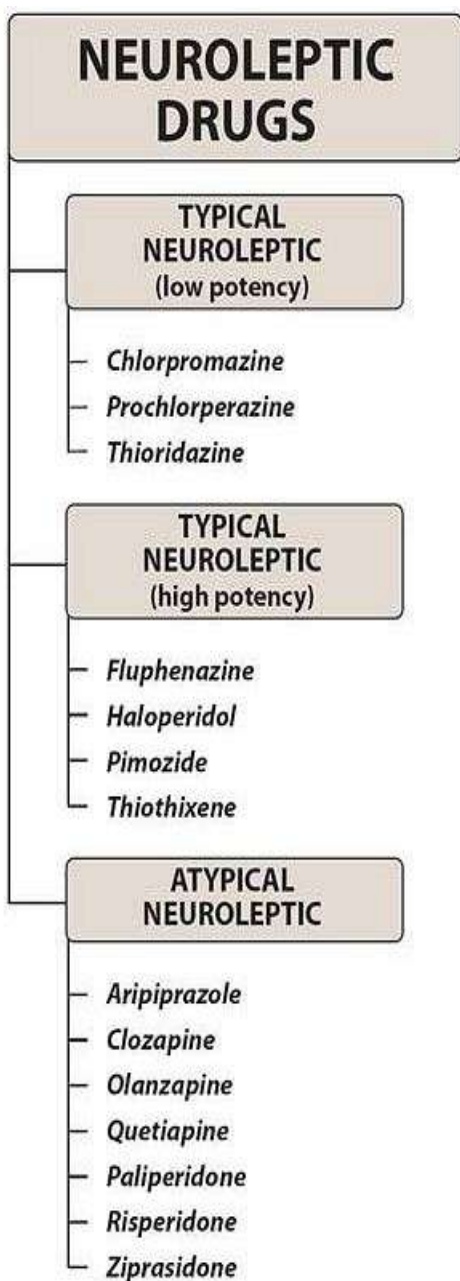 NEUROLEPTIC
DRUGS
TYPICAL
NEUROLEPTIC
(low potency)
Chlorpromazine
Prochlorperazine
Thioridazine
TYPICAL
NEUROLEPTIC
(high potency)
Fluphenazine
Haloperidol
Pimozide
Thiothixene
ATYPICAL
NEUROLEPTIC
Aripiprazole
Clozapine
Olanzapine
Quetiapine
Paliperidone
Risperidone
Ziprasidone